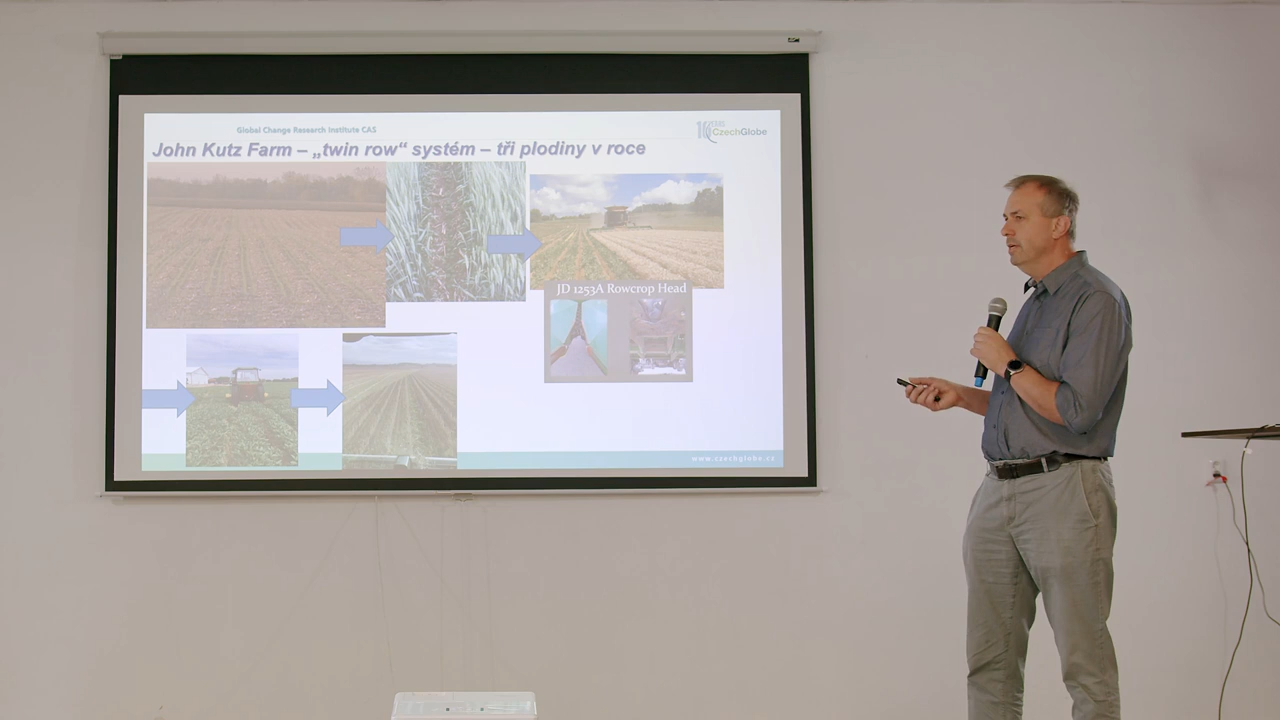 Global Change Research Institute CAS
CzechGlobe
John Kutz Farm – „twin row“ systém – tři plodiny v roce
JD 1253A Rowcrop Head
www.czechglobe.cz